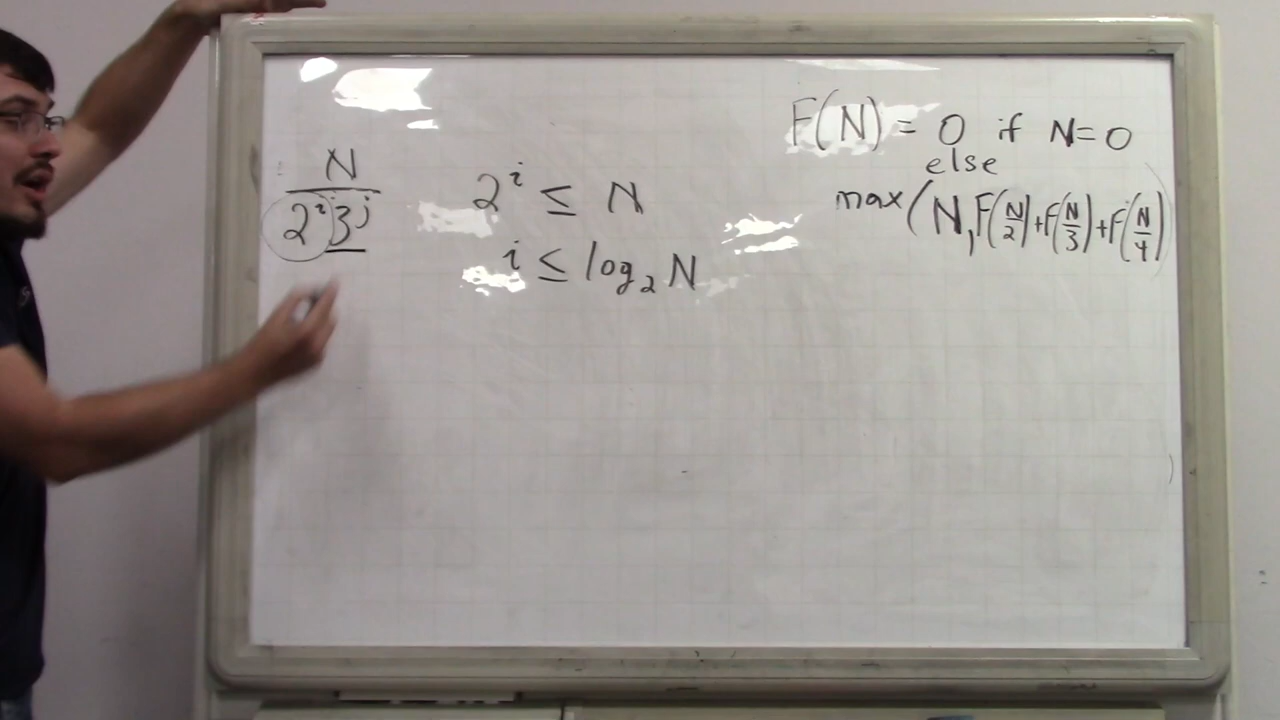 F(N) = 0 if N=0
else
max(N, F(N/2)+F(N/3)+F(N/4))
N
2^i 3^j
2^i ≤ N
i ≤ log_2 N